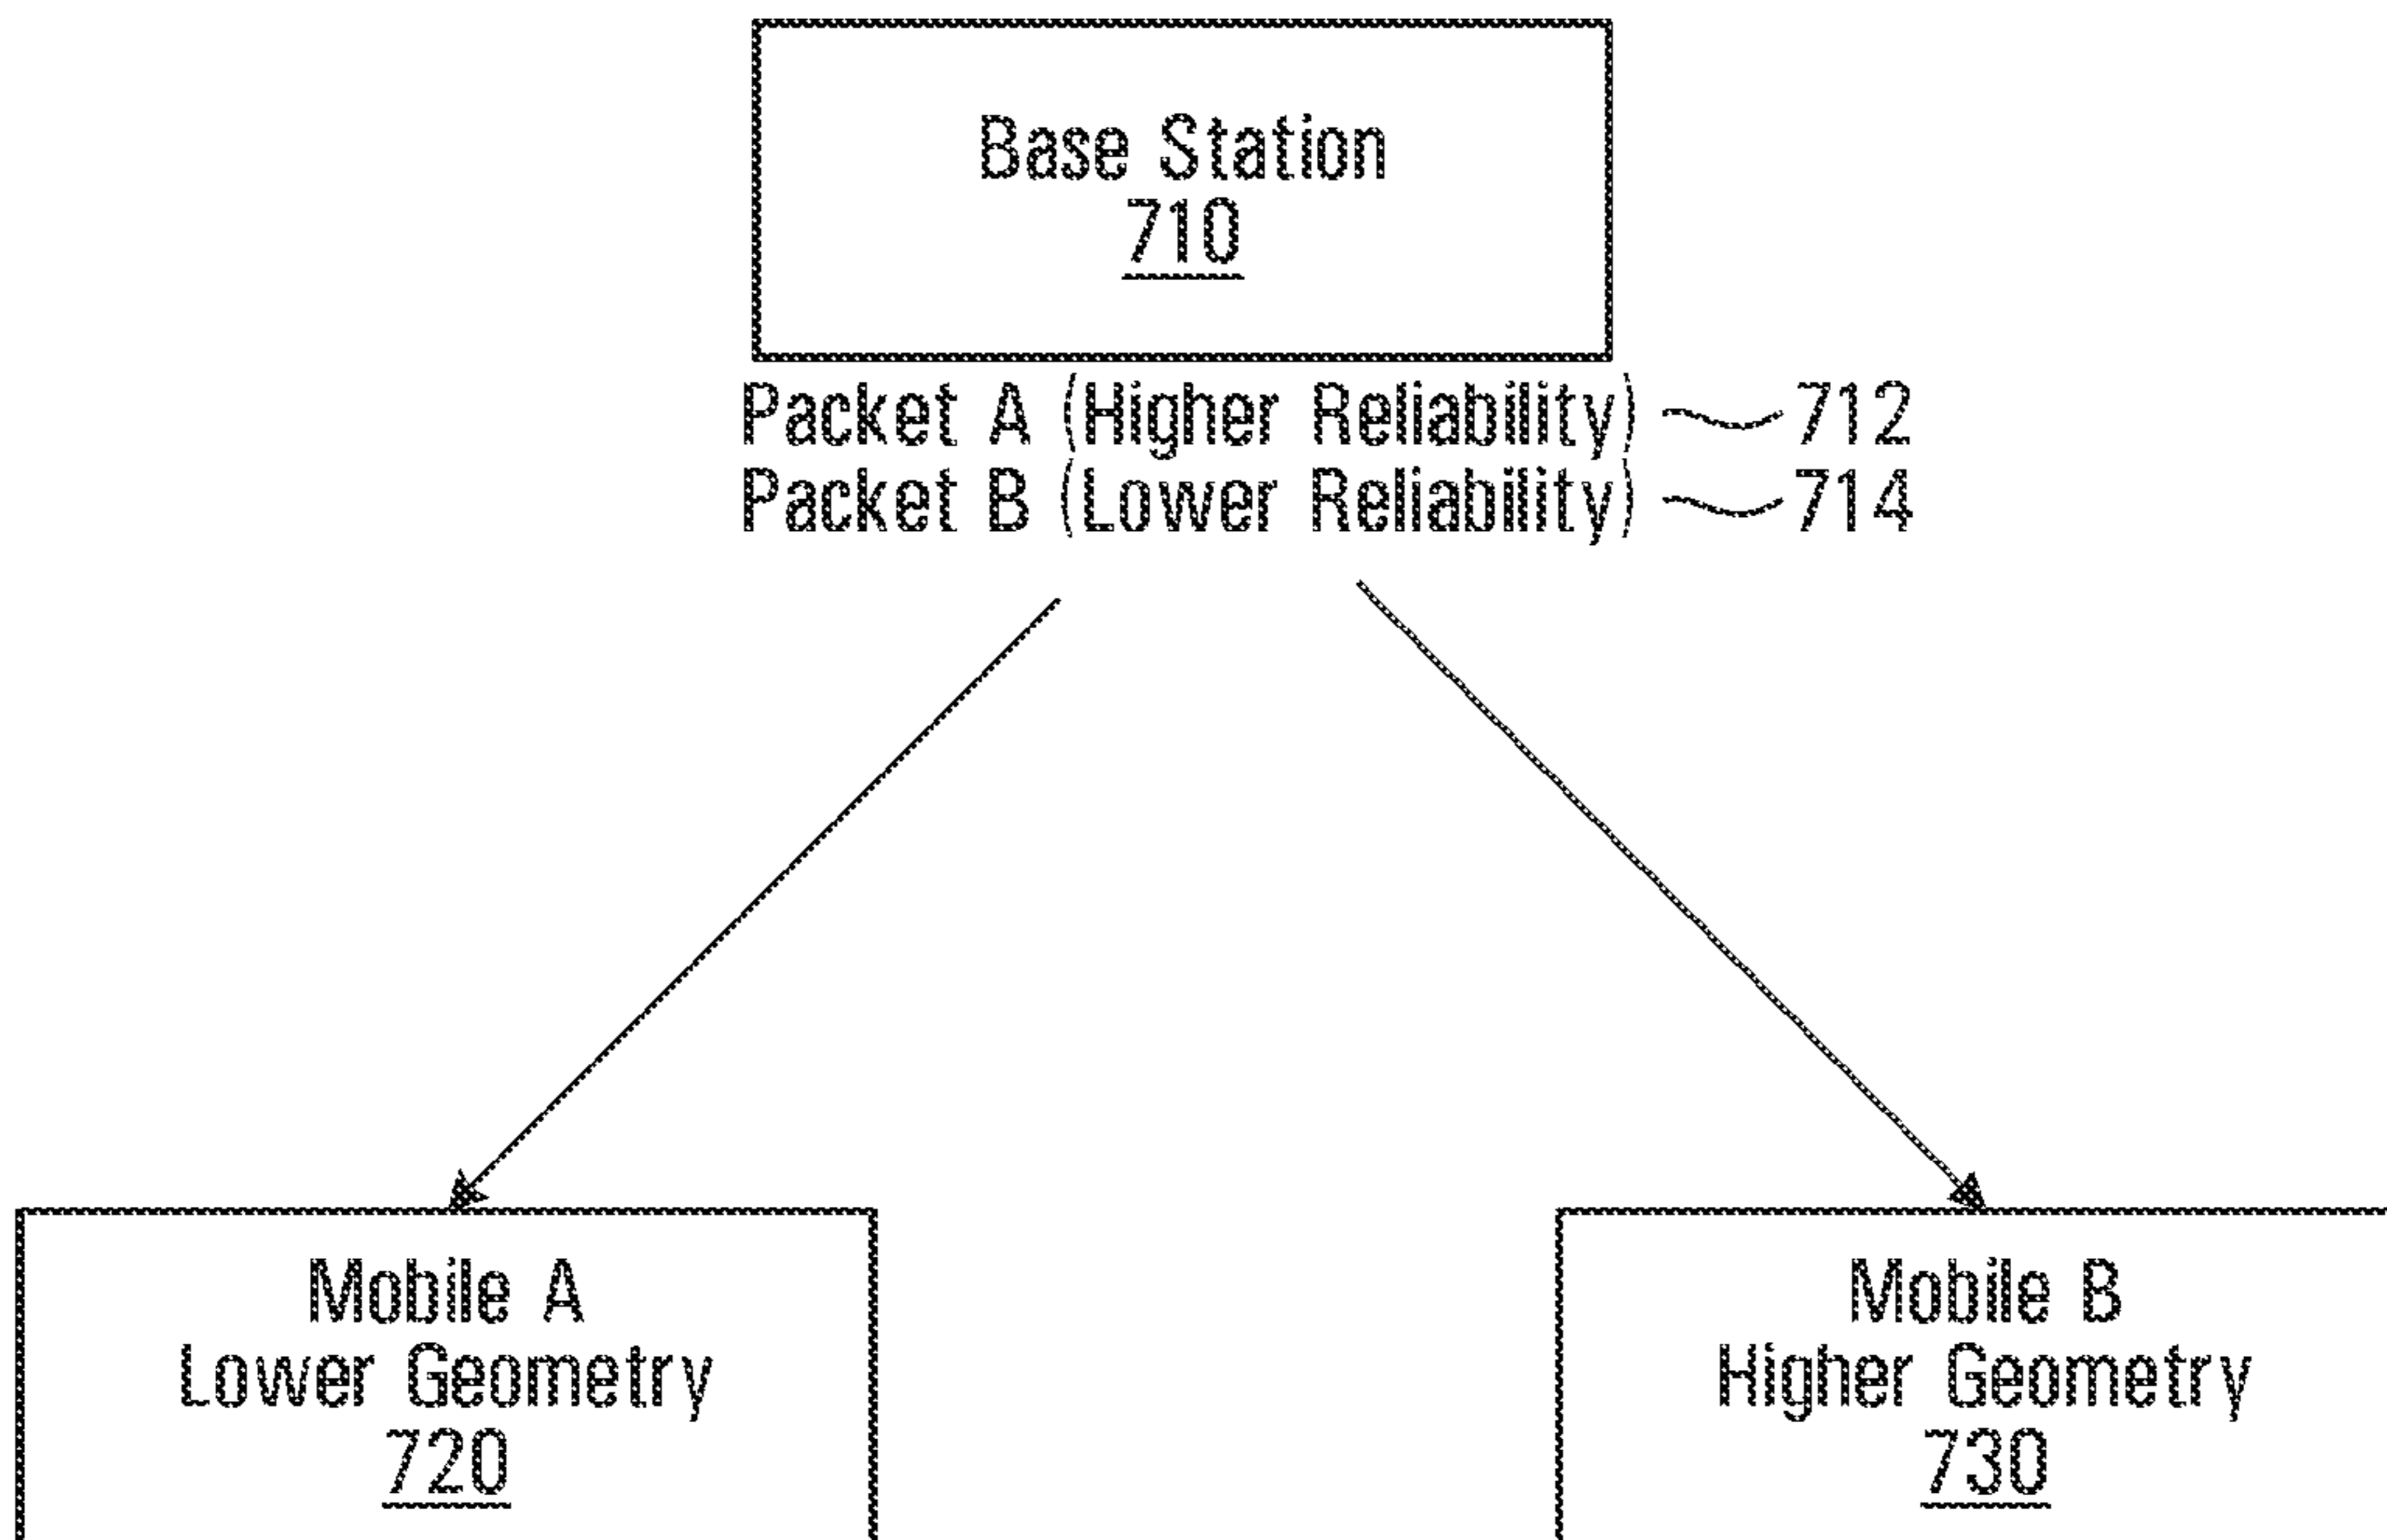 Base Station
710
Packet A (Higher Reliability) 712
Packet B (Lower Reliability) 714
Mobile A
Lower Geometry
720
Mobile B
Higher Geometry
730